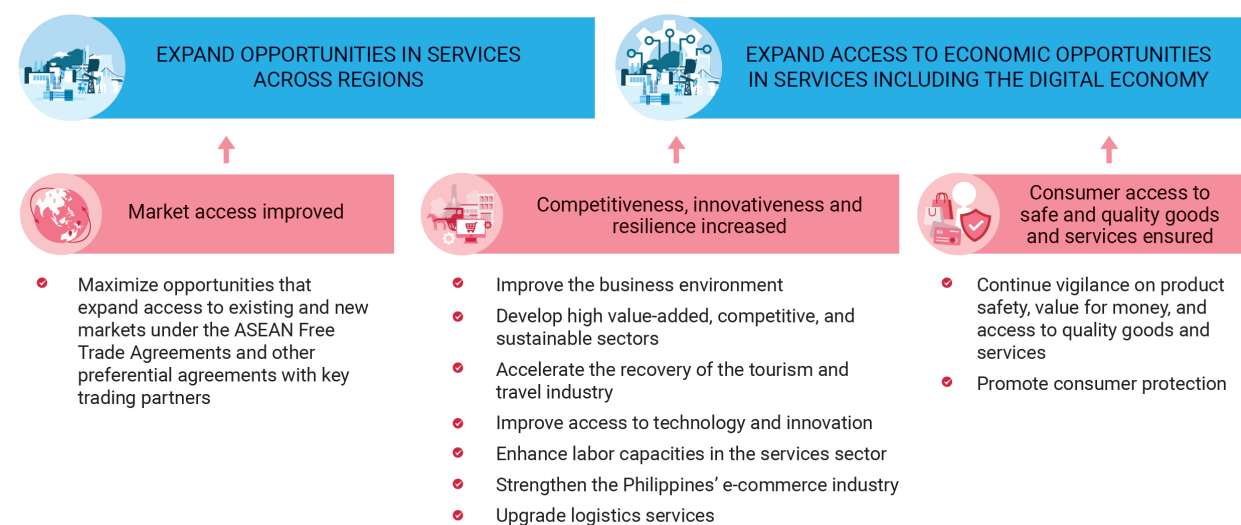 EXPAND OPPORTUNITIES IN SERVICES
ACROSS REGIONS
EXPAND ACCESS TO ECONOMIC OPPORTUNITIES
IN SERVICES INCLUDING THE DIGITAL ECONOMY
Market access improved
Maximize opportunities that
expand access to existing and new
markets under the ASEAN Free
Trade Agreements and other
preferential agreements with key
trading partners
Competitiveness, innovativeness and
resilience increased
Improve the business environment
Develop high value-added, competitive, and
sustainable sectors
Accelerate the recovery of the tourism and
travel industry
Improve access to technology and innovation
Enhance labor capacities in the services sector
Strengthen the Philippines’ e-commerce industry
Upgrade logistics services
Consumer access to
safe and quality goods
and services ensured
Continue vigilance on product
safety, value for money, and
access to quality goods and
services
Promote consumer protection